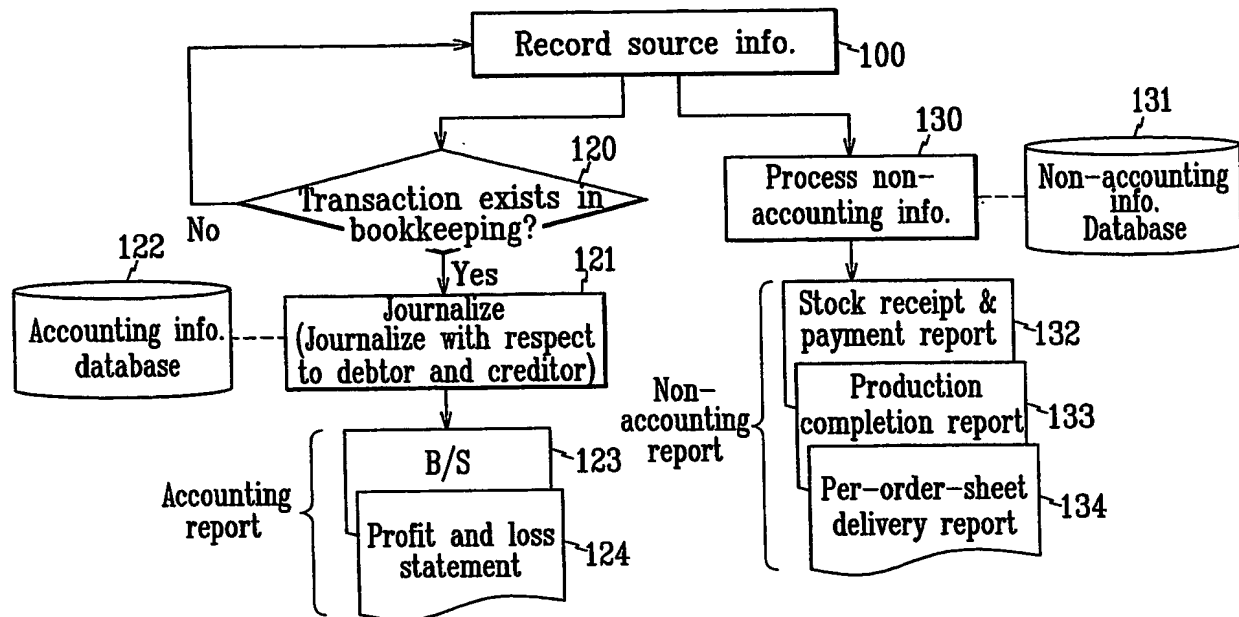 Record source info.
100
131
130
120
Transaction exists in
bookkeeping?
Process non-
accounting info.
Non-accounting
info.
Database
No
122
Yes
121
Accounting info.
database
Journalize
(Journalize with respect
to debtor and creditor)
Stock receipt &
payment report
132
Non-
accounting
report
Production
completion report
133
Accounting
report
B/S
123
Per-order-sheet
delivery report
134
Profit and loss
statement
124